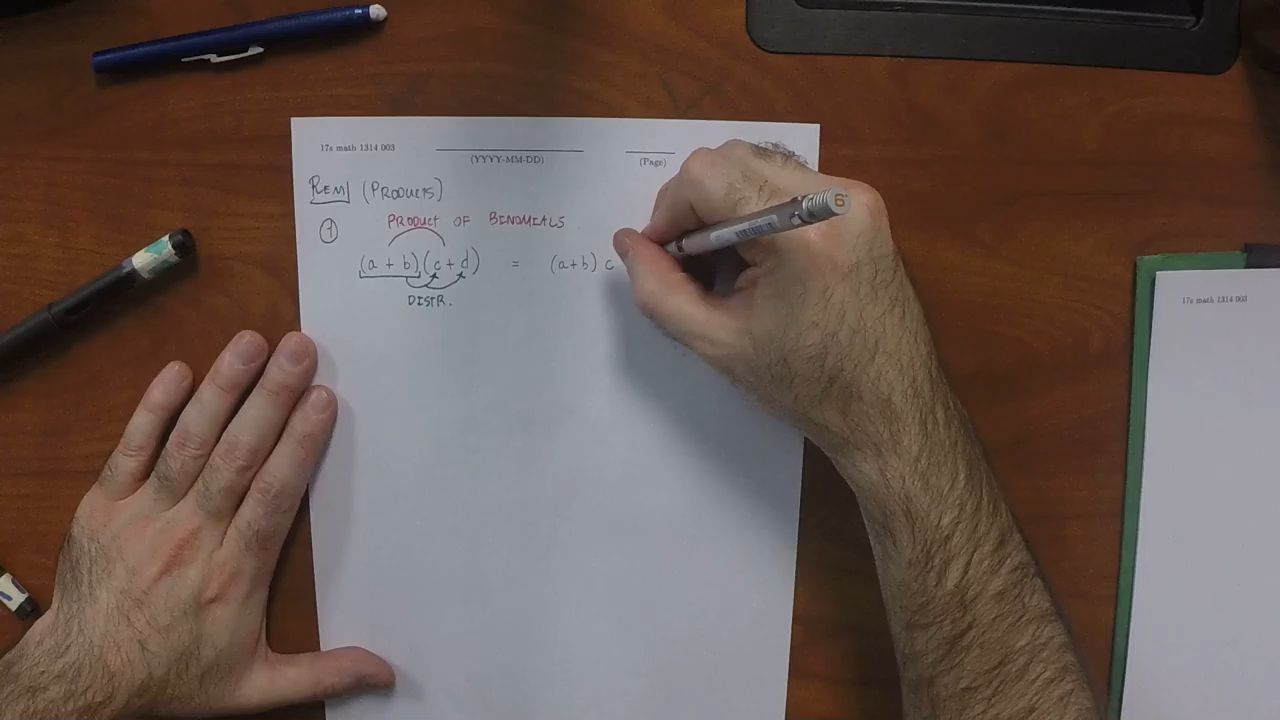 17s math 1314 003
(YYYY-MM-DD)
(Page)
REM (PRODUCTS)
1 PRODUCT OF BINOMIALS
(a + b)(c + d) = (a+b) c
DISTR.
17s math 1314 003